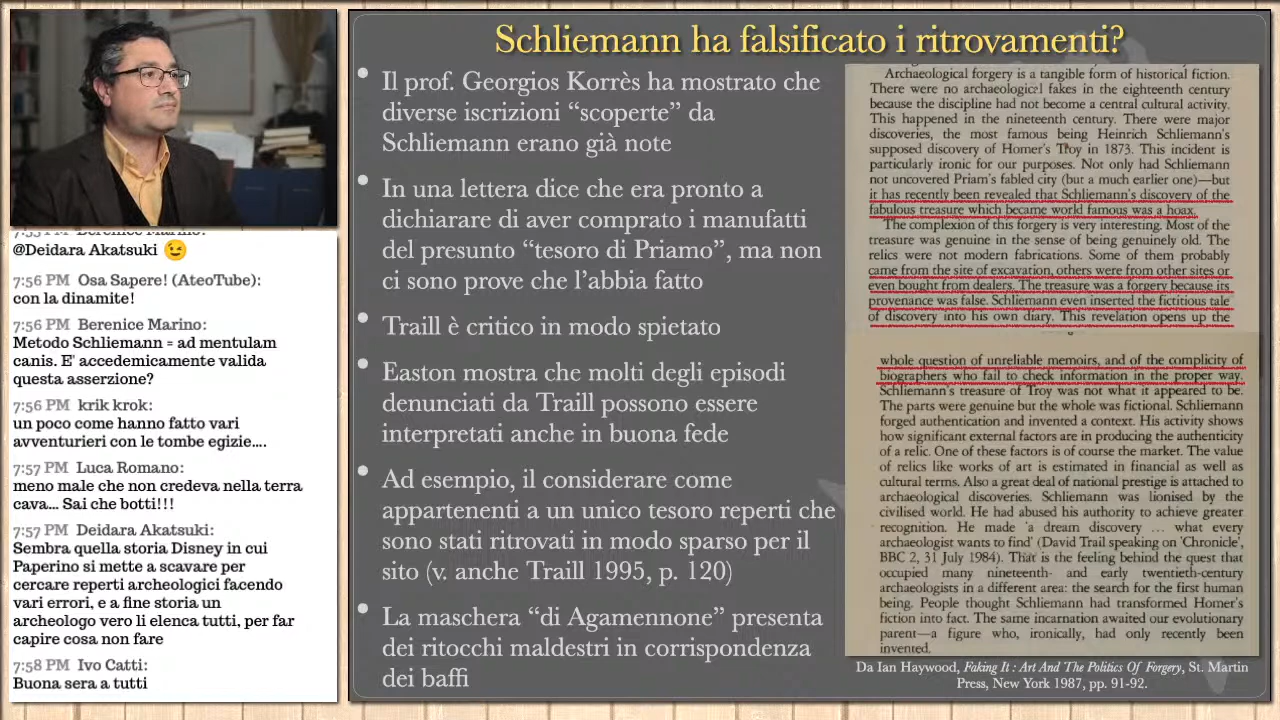 Schliemann ha falsificato i ritrovamenti?
@Deidara Akatsuki 😉
7:56 PM Osa Sapere! (AteoTube):
con la dinamite!
7:56 PM Berenice Marino:
Metodo Schliemann = ad mentulam
canis. E' accedemicamente valida
questa asserzione?
7:56 PM krik krok:
un poco come hanno fatto vari
avventurieri con le tombe egizie....
7:57 PM Luca Romano:
meno male che non credeva nella terra
cava... Sai che botti!!!
7:57 PM Deidara Akatsuki:
Sembra quella storia Disney in cui
Paperino si mette a scavare per
cercare reperti archeologici facendo
vari errori, e a fine storia un
archeologo vero li elenca tutti, per far
capire cosa non fare
7:58 PM Ivo Catti:
Buona sera a tutti
• Il prof. Georgios Korrès ha mostrato che
diverse iscrizioni “scoperte” da
Schliemann erano già note
• In una lettera dice che era pronto a
dichiarare di aver comprato i manufatti
del presunto “tesoro di Priamo”, ma non
ci sono prove che l’abbia fatto
• Traill è critico in modo spietato
• Easton mostra che molti degli episodi
denunciati da Traill possono essere
interpretati anche in buona fede
• Ad esempio, il considerare come
appartenenti a un unico tesoro reperti che
sono stati ritrovati in modo sparso per il
sito (v. anche Traill 1995, p. 120)
• La maschera “di Agamennone” presenta
dei ritocchi maldestri in corrispondenza
dei baffi
Archaeological forgery is a tangible form of historical fiction.
There were no archaeological fakes in the eighteenth century
because the discipline had not become a central cultural activity.
This happened in the nineteenth century. There were major
discoveries, the most famous being Heinrich Schliemann's
supposed discovery of Homer's Troy in 1873. This incident is
particularly ironic for our purposes. Not only had Schliemann
not uncovered Priam's fabled city (but a much earlier one)—but
it has recently been revealed that Schliemann's discovery of the
fabulous treasure which became world famous was a hoax.
The complexion of this forgery is very interesting. Most of the
treasure was genuine in the sense of being genuinely old. The
relics were not modern fabrications. Some of them probably
came from the site of excavation, others were from other sites or
even bought from dealers. The treasure was a forgery because its
provenance was false. Schliemann even inserted the fictitious tale
of discovery into his own diary. This revelation opens up the
whole question of unreliable memoirs, and of the complicity of
biographers who fail to check information in the proper way.
Schliemann's treasure of Troy was not what it appeared to be.
The parts were genuine but the whole was fictional. Schliemann
forged authentication and invented a context. His activity shows
how significant external factors are in producing the authenticity
of a relic. One of these factors is of course the market. The value
of relics like works of art is estimated in financial as well as
cultural terms. Also a great deal of national prestige is attached to
archaeological discoveries. Schliemann was lionised by the
civilised world. He had abused his authority to achieve greater
recognition. He made 'a dream discovery ... what every
archaeologist wants to find' (David Trail speaking on 'Chronicle',
BBC 2, 31 July 1984). That is the feeling behind the quest that
occupied many nineteenth- and early twentieth-century
archaeologists in a different area: the search for the first human
being. People thought Schliemann had transformed Homer's
fiction into fact. The same incarnation awaited our evolutionary
parent—a figure who, ironically, had only recently been
invented.
Da Ian Haywood, Faking It : Art And The Politics Of Forgery, St. Martin
Press, New York 1987, pp. 91-92.